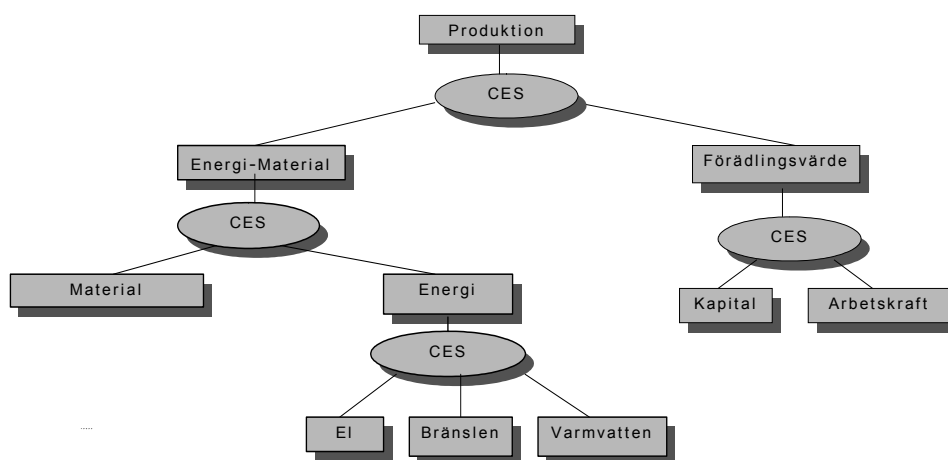 Produktion
CES
Energi-Material
Förädlingsvärde
CES
CES
Material
Energi
Kapital
Arbetskraft
CES
El
Bränslen
Varmvatten
.....